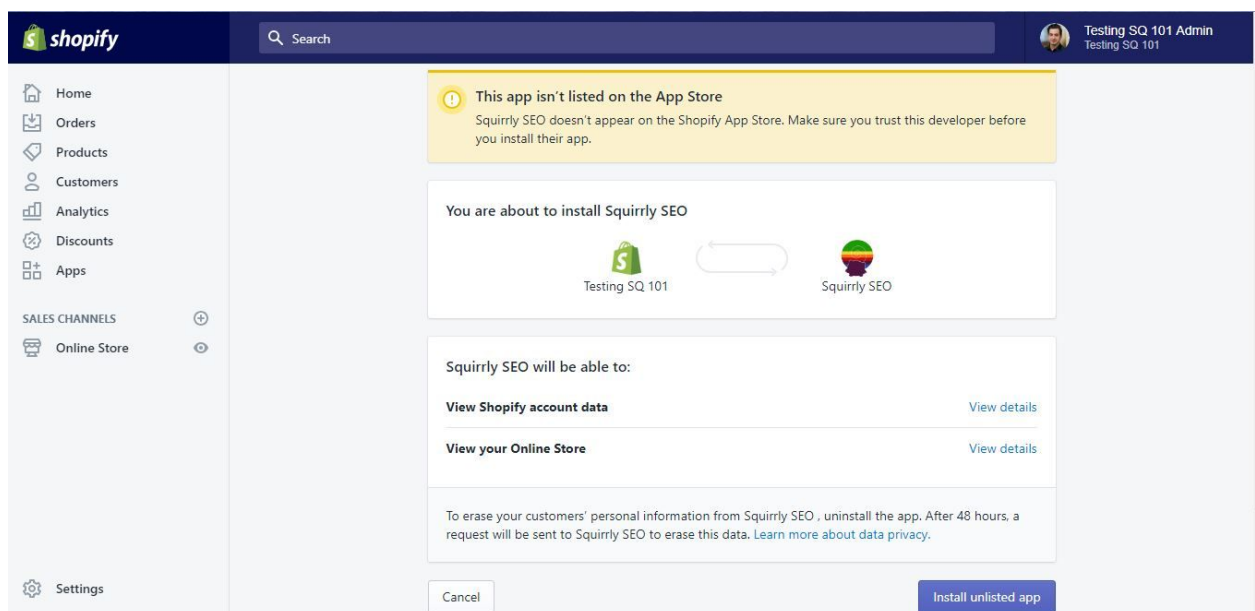 shopify
Search
Testing SQ 101 Admin
Testing SQ 101
Home
Orders
Products
Customers
Analytics
Discounts
Apps
SALES CHANNELS
Online Store
Settings
This app isn't listed on the App Store
Squirrly SEO doesn't appear on the Shopify App Store. Make sure you trust this developer before
you install their app.
You are about to install Squirrly SEO
Testing SQ 101
Squirrly SEO
Squirrly SEO will be able to:
View Shopify account data
View details
View your Online Store
View details
To erase your customers' personal information from Squirrly SEO , uninstall the app. After 48 hours, a
request will be sent to Squirrly SEO to erase this data. Learn more about data privacy.
Cancel
Install unlisted app